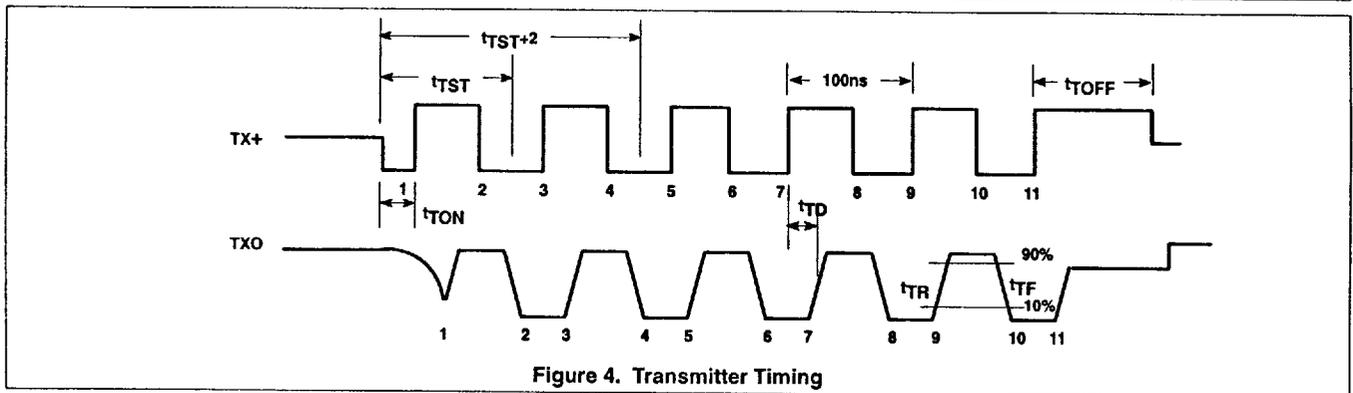 tTST+2
tTST
100ns
tTOFF
TX+
1 2 3 4 5 6 7 8 9 10 11
tTON
tTD
TXO
90%
tTR
tTF
10%
1 2 3 4 5 6 7 8 9 10 11
Figure 4. Transmitter Timing